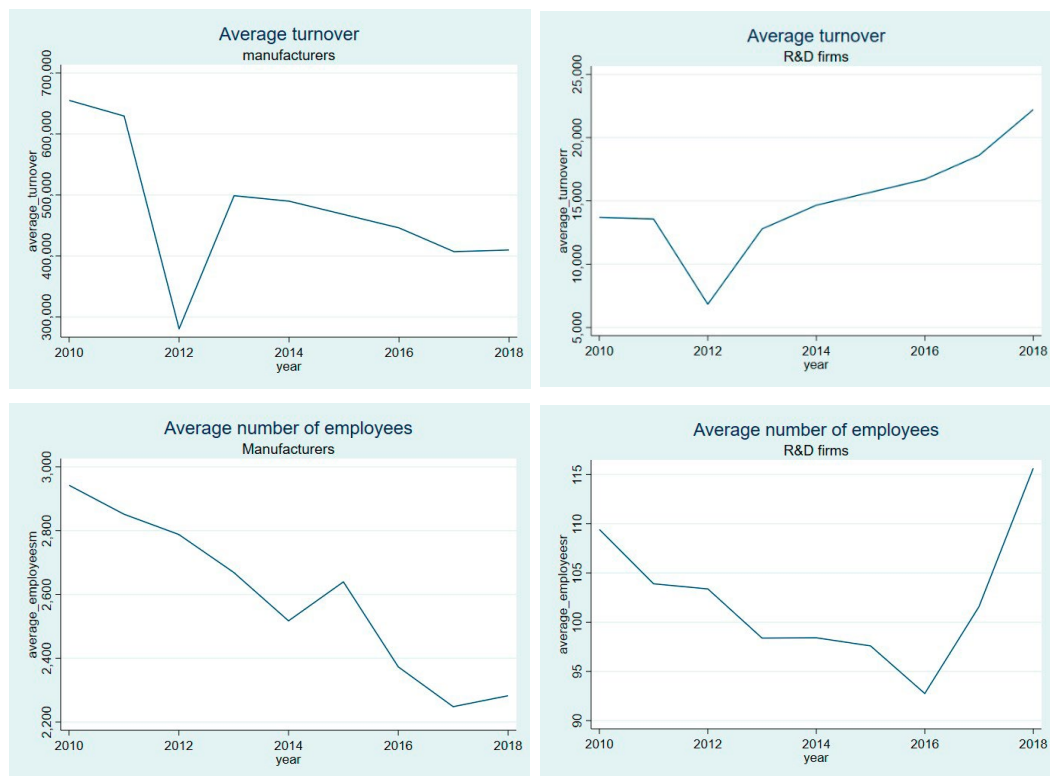 Average turnover
manufacturers
average_turnover
700,000
600,000
500,000
400,000
300,000
2010 2012 2014 2016 2018
year
Average turnover
R&D firms
average_turnoverr
25,000
20,000
15,000
10,000
5,000
2010 2012 2014 2016 2018
year
Average number of employees
Manufacturers
average_employeesm
3,000
2,800
2,600
2,400
2,200
2010 2012 2014 2016 2018
year
Average number of employees
R&D firms
average_employeesr
115
110
105
100
95
90
2010 2012 2014 2016 2018
year